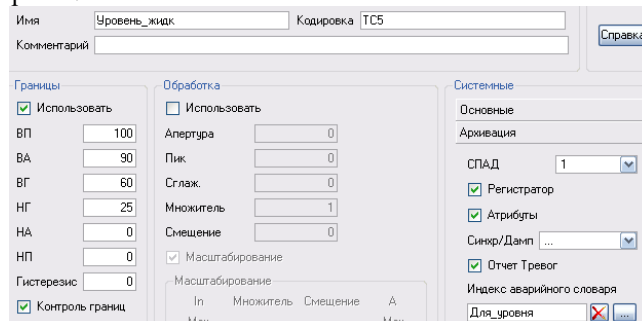 Имя Уровень_жидк Кодировка TC5
Комментарий
Справка
Границы Обработка Системные
Использовать Использовать Основные
ВП 100 Апертура 0 Архивация
ВА 90 Пик 0 СПАД 1
ВГ 60 Сглаж. 0 Регистратор
НГ 25 Множитель 1 Атрибуты
НА 0 Смещение 0 Синхр/Дамп ...
НП 0 Масштабирование Отчет Тревог
Гистерезис 0 Масштабирование Индекс аварийного словаря
Контроль границ In Множитель Смещение A Для_уровня ...